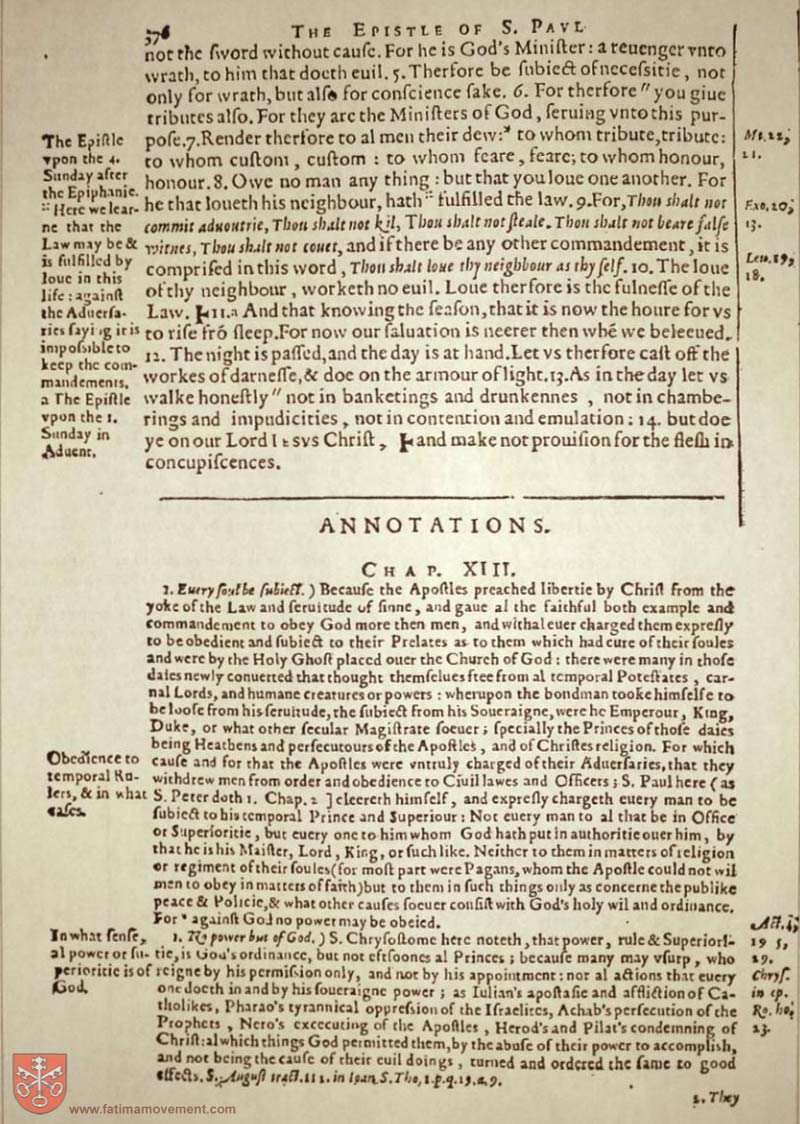 376
THE EPISTLE OF S. PAVL
not the ſword without cauſe. For he is God's Miniſter: a reuenger vnto
wrath, to him that doeth euil. 5. Therfore be ſubiect of neceſsitie, not
only for wrath, but alſo for conſcience ſake. 6. For therfore " you giue
tributes alſo. For they are the Miniſters of God, ſeruing vnto this pur-
poſe. 7. Render therfore to al men their dew:* to whom tribute, tribute:
to whom cuſtom, cuſtom: to whom feare, feare; to whom honour,
honour. 8. Owe no man any thing: but that you loue one another. For
he that loueth his neighbour, hath :: fulfilled the law. 9. For, Thou shalt not
commit aduoutrie, Thou shalt not kil, Thou shalt not ſteale. Thou shalt not beare falſe
witnes, Thou shalt not couet, and if there be any other commandement, it is
compriſed in this word, Thou shalt loue thy neighbour as thy ſelf. 10. The loue
of thy neighbour, worketh no euil. Loue therfore is the fulneſſe of the
Law. 11. a And that knowing the ſeaſon, that it is now the houre for vs
to riſe frō ſleep. For now our ſaluation is neerer then whē we beleeued.
12. The night is paſſed, and the day is at hand. Let vs therfore caſt off the
workes of darneſſe, & doe on the armour of light. 13. As in the day let vs
walke honeſtly " not in banketings and drunkennes, not in chambe-
rings and impudicities, not in contention and emulation: 14. but doe
ye on our Lord IESVS Chriſt, and make not prouiſion for the fleſh in
concupiſcences.
The Epiſtle
vpon the 4.
Sunday after
the Epiphanie.
:: Here we lear-
ne that the
Law may be &
is fulfilled by
loue in this
life: againſt
the Aduerſa-
ries ſaying it is
impoſsible to
keep the com-
mandements.
a The Epiſtle
vpon the 1.
Sunday in
Aduent.
Mt. 22,
21.
Exo. 20,
13.
Leu. 19,
18.
ANNOTATIONS.
CHAP. XIII.
1. Euery ſoul be ſubiect.) Becauſe the Apoſtles preached libertie by Chriſt from the
yoke of the Law and ſeruitude of ſinne, and gaue al the faithful both example and
commandement to obey God more then men, and withal euer charged them expreſly
to be obedient and ſubiect to their Prelates as to them which had cure of their ſoules
and were by the Holy Ghoſt placed ouer the Church of God: there were many in thoſe
daies newly conuerted that thought themſelues free from al temporal Poteſtates, car-
nal Lords, and humane creatures or powers: wherupon the bondman tooke himſelfe to
be looſe from his ſeruitude, the ſubiect from his Soueraigne, were he Emperour, King,
Duke, or what other ſecular Magiſtrate ſoeuer; ſpecially the Princes of thoſe daies
being Heathens and perſecutours of the Apoſtles, and of Chriſtes religion. For which
cauſe and for that the Apoſtles were vntruly charged of their Aduerſaries, that they
withdrew men from order and obedience to Ciuil lawes and Officers; S. Paul here (as
S. Peter doth 1. Chap. 2) cleereth himſelf, and expreſly chargeth euery man to be
ſubiect to his temporal Prince and Superiour: Not euery man to al that be in Office
or Superioritie, but euery one to him whom God hath put in authoritie ouer him, by
that he is his Maiſter, Lord, King, or ſuch like. Neither to them in matters of religion
or regiment of their ſoules (for moſt part were Pagans, whom the Apoſtle could not wil
men to obey in matters of faith) but to them in ſuch things only as concerne the publike
peace & Policie, & what other cauſes ſoeuer conſiſt with God's holy wil and ordinance.
For * againſt God no power may be obeied.
1. No power but of God.) S. Chryſoſtome here noteth, that power, rule & Superiori-
tie, is God's ordinance, but not eftſoones al Princes; becauſe many may vſurp, who
reigne by his permiſsion only, and not by his appointment: nor al actions that euery
one doeth in and by his ſoueraigne power; as Iulian's apoſtaſie and affliction of Ca-
tholikes, Pharao's tyrannical oppreſsion of the Iſraelites, Achab's perſecution of the
Prophets, Nero's executing of the Apoſtles, Herod's and Pilat's condemning of
Chriſt: al which things God permitted them, by the abuſe of their power to accompliſh,
and not being the cauſe of their euil doings, turned and ordered the ſame to good
effects. S. Auguſt tract. 111. in Ioan. S. Tho. 1. p. q. 19. a. 9.
2. They
Obedience to
temporal Ru-
lers, & in what
caſes.
In what ſenſe,
al power or ſu-
perioritie is of
God.
Act. 4,
19 5,
29.
Chryſ.
in ep.
Ro. ho,
23.
www.fatimamovement.com